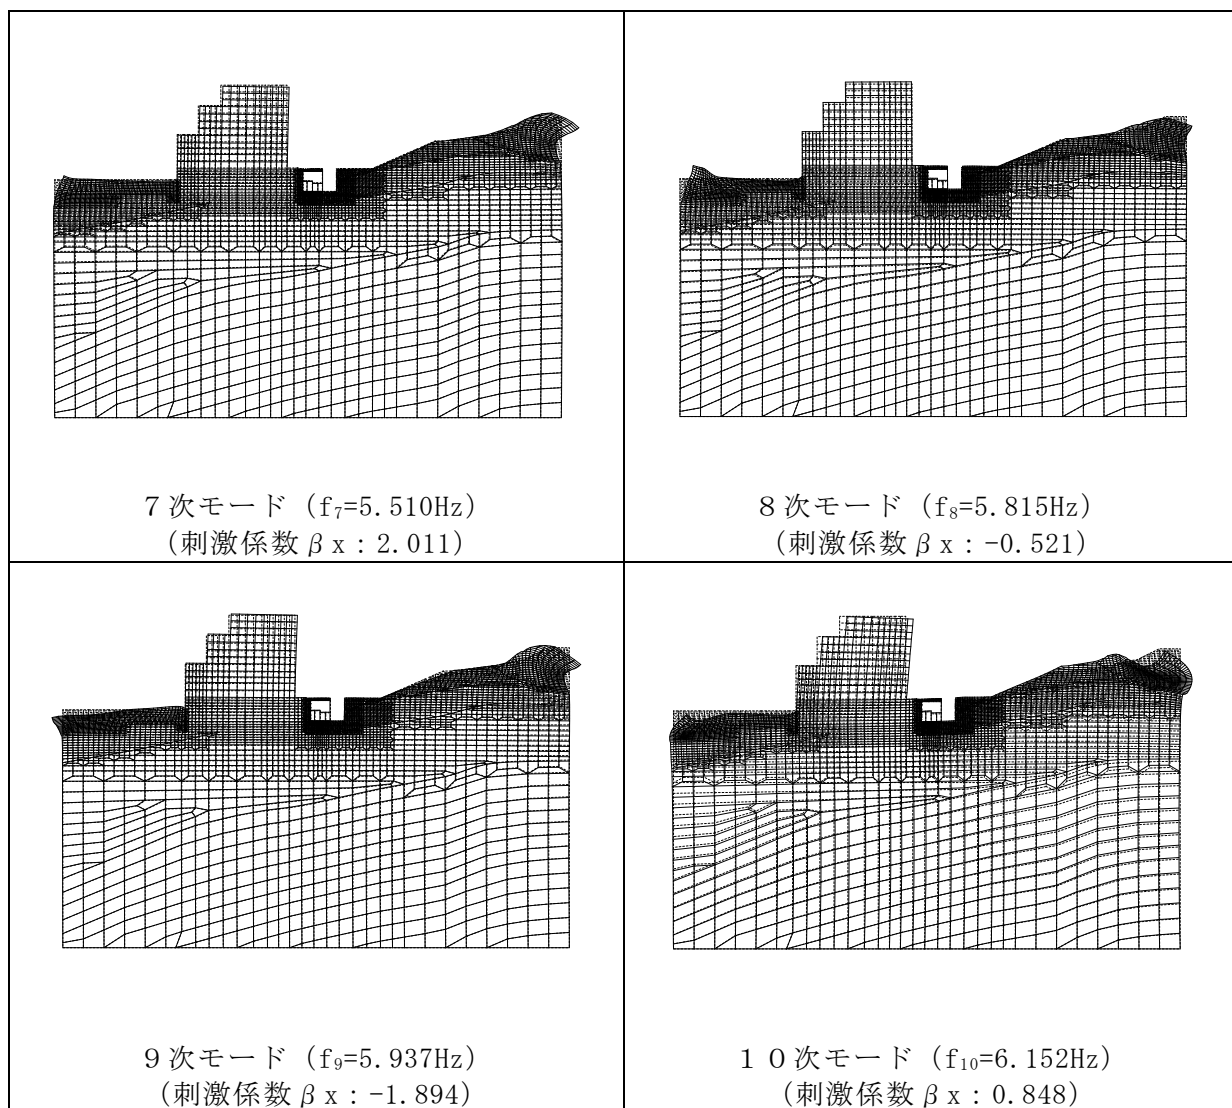 7次モード (f₇=5.510Hz)
(刺激係数βx:2.011)
8次モード (f₈=5.815Hz)
(刺激係数βx:-0.521)
9次モード (f₉=5.937Hz)
(刺激係数βx:-1.894)
10次モード (f₁₀=6.152Hz)
(刺激係数βx:0.848)